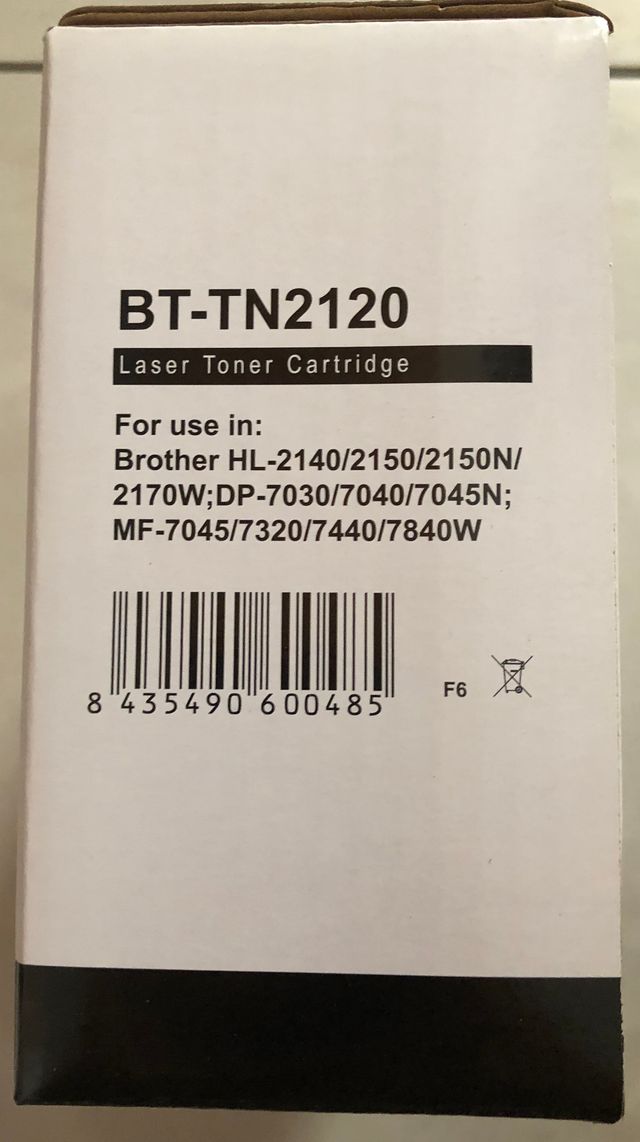 BT-TN2120
Laser Toner Cartridge
For use in:
Brother HL-2140/2150/2150N/
2170W;DP-7030/7040/7045N;
MF-7045/7320/7440/7840W
8 435490 600485
F6